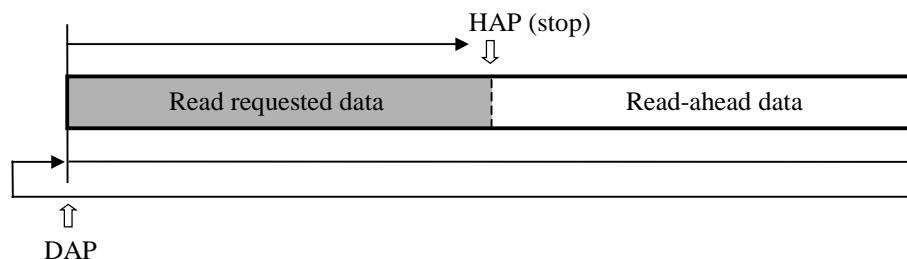 HAP (stop)
Read requested data
Read-ahead data
DAP